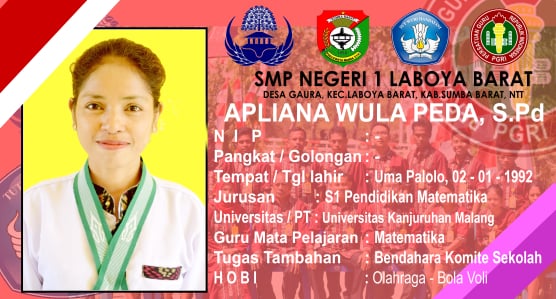 SMP NEGERI 1 LABOYA BARAT
DESA GAURA, KEC.LABOYA BARAT, KAB.SUMBA BARAT, NTT
APLIANA WULA PEDA, S.Pd
N I P :
Pangkat / Golongan : -
Tempat / Tgl lahir : Uma Palolo, 02 - 01 - 1992
Jurusan : S1 Pendidikan Matematika
Universitas / PT : Universitas Kanjuruhan Malang
Guru Mata Pelajaran : Matematika
Tugas Tambahan : Bendahara Komite Sekolah
H O B I : Olahraga - Bola Voli
PGRI